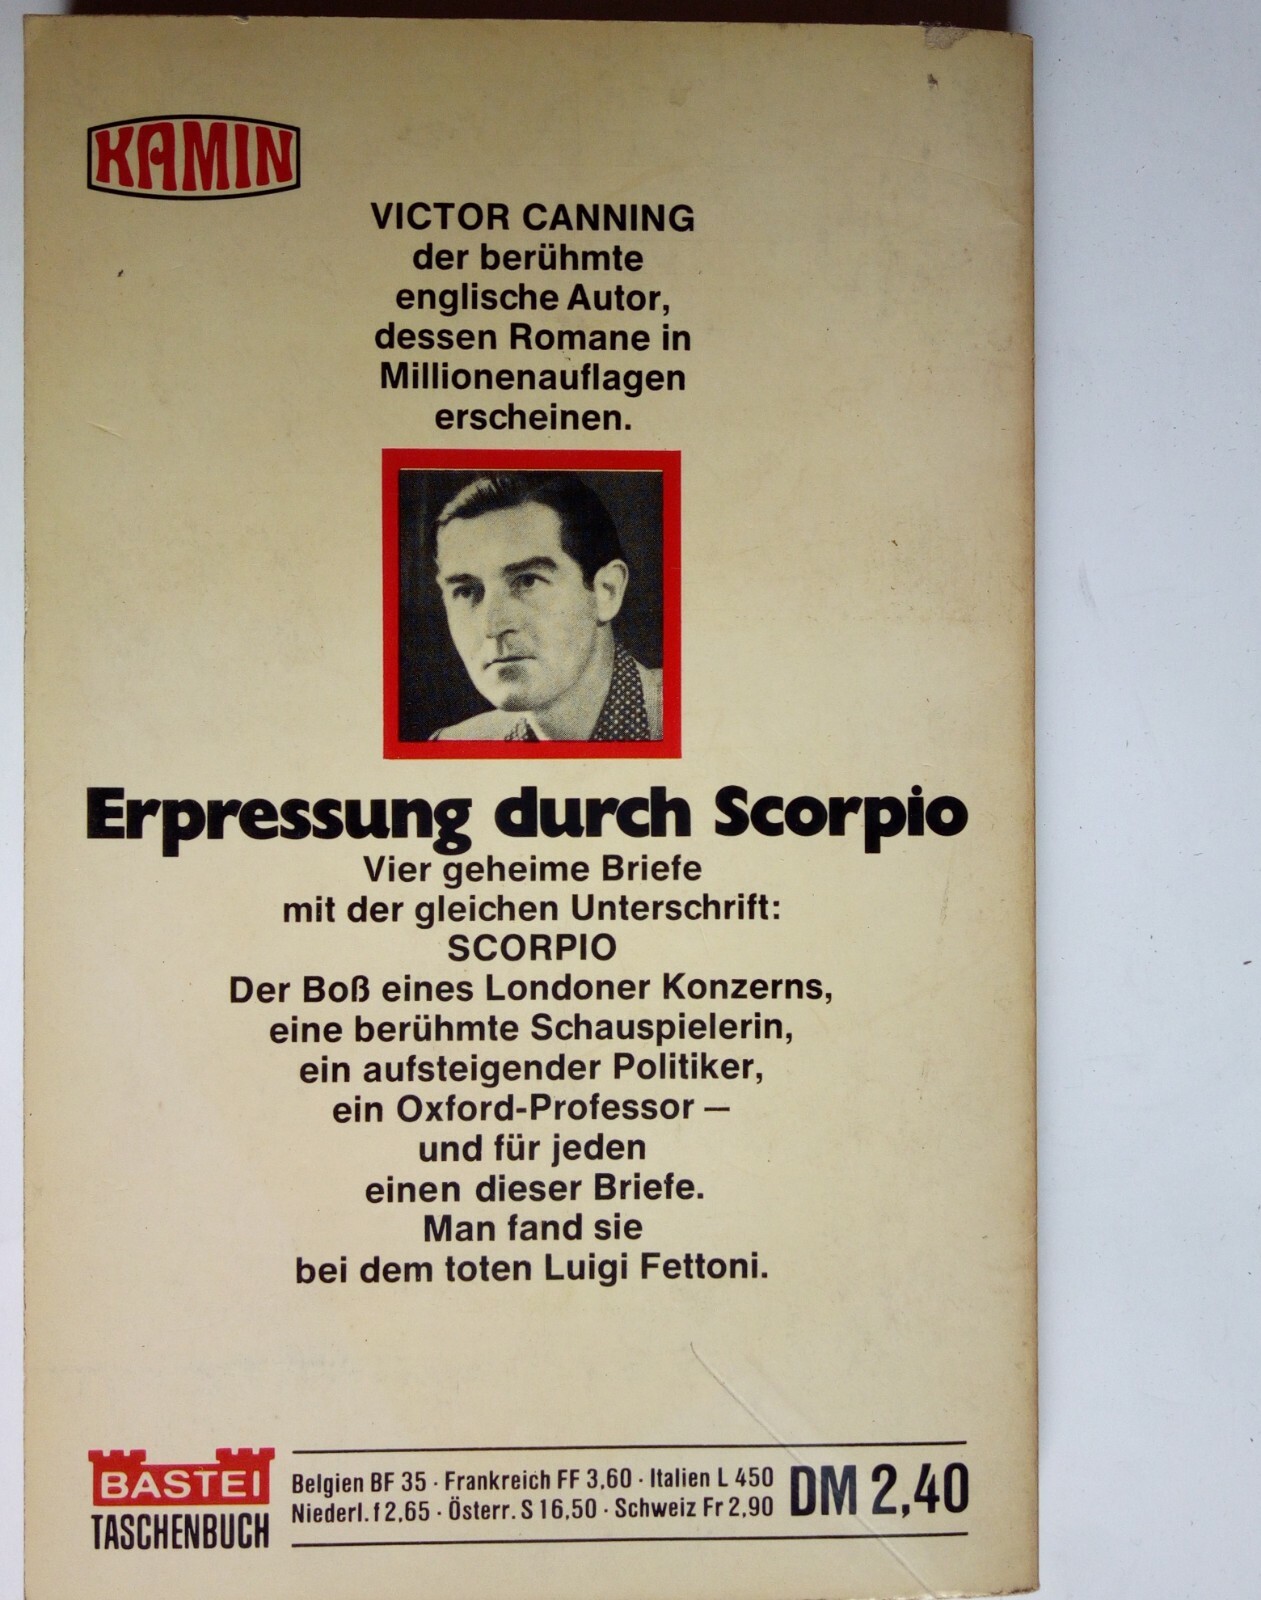 KAMIN
VICTOR CANNING
der berühmte
englische Autor,
dessen Romane in
Millionenauflagen
erscheinen.
Erpressung durch Scorpio
Vier geheime Briefe
mit der gleichen Unterschrift:
SCORPIO
Der Boß eines Londoner Konzerns,
eine berühmte Schauspielerin,
ein aufsteigender Politiker,
ein Oxford-Professor –
und für jeden
einen dieser Briefe.
Man fand sie
bei dem toten Luigi Fettoni.
BASTEI
TASCHENBUCH
Belgien BF 35 · Frankreich FF 3,60 · Italien L 450
Niederl. f 2,65 · Österr. S 16,50 · Schweiz Fr 2,90
DM 2,40